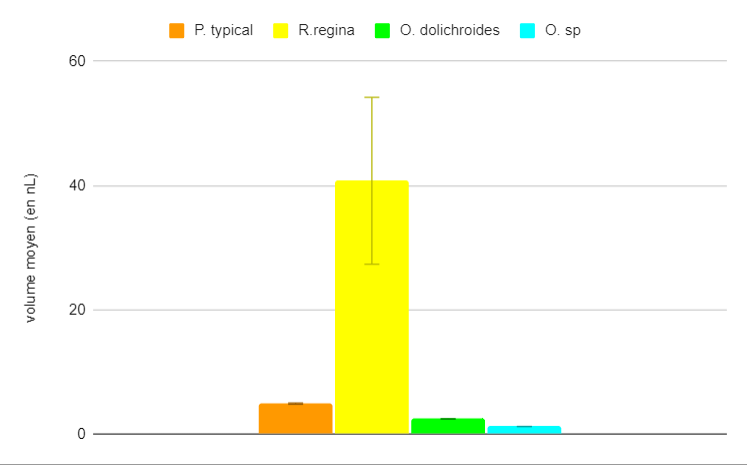 P. typical R.regina O. dolichroides O. sp
60
40
20
0
volume moyen (en nL)